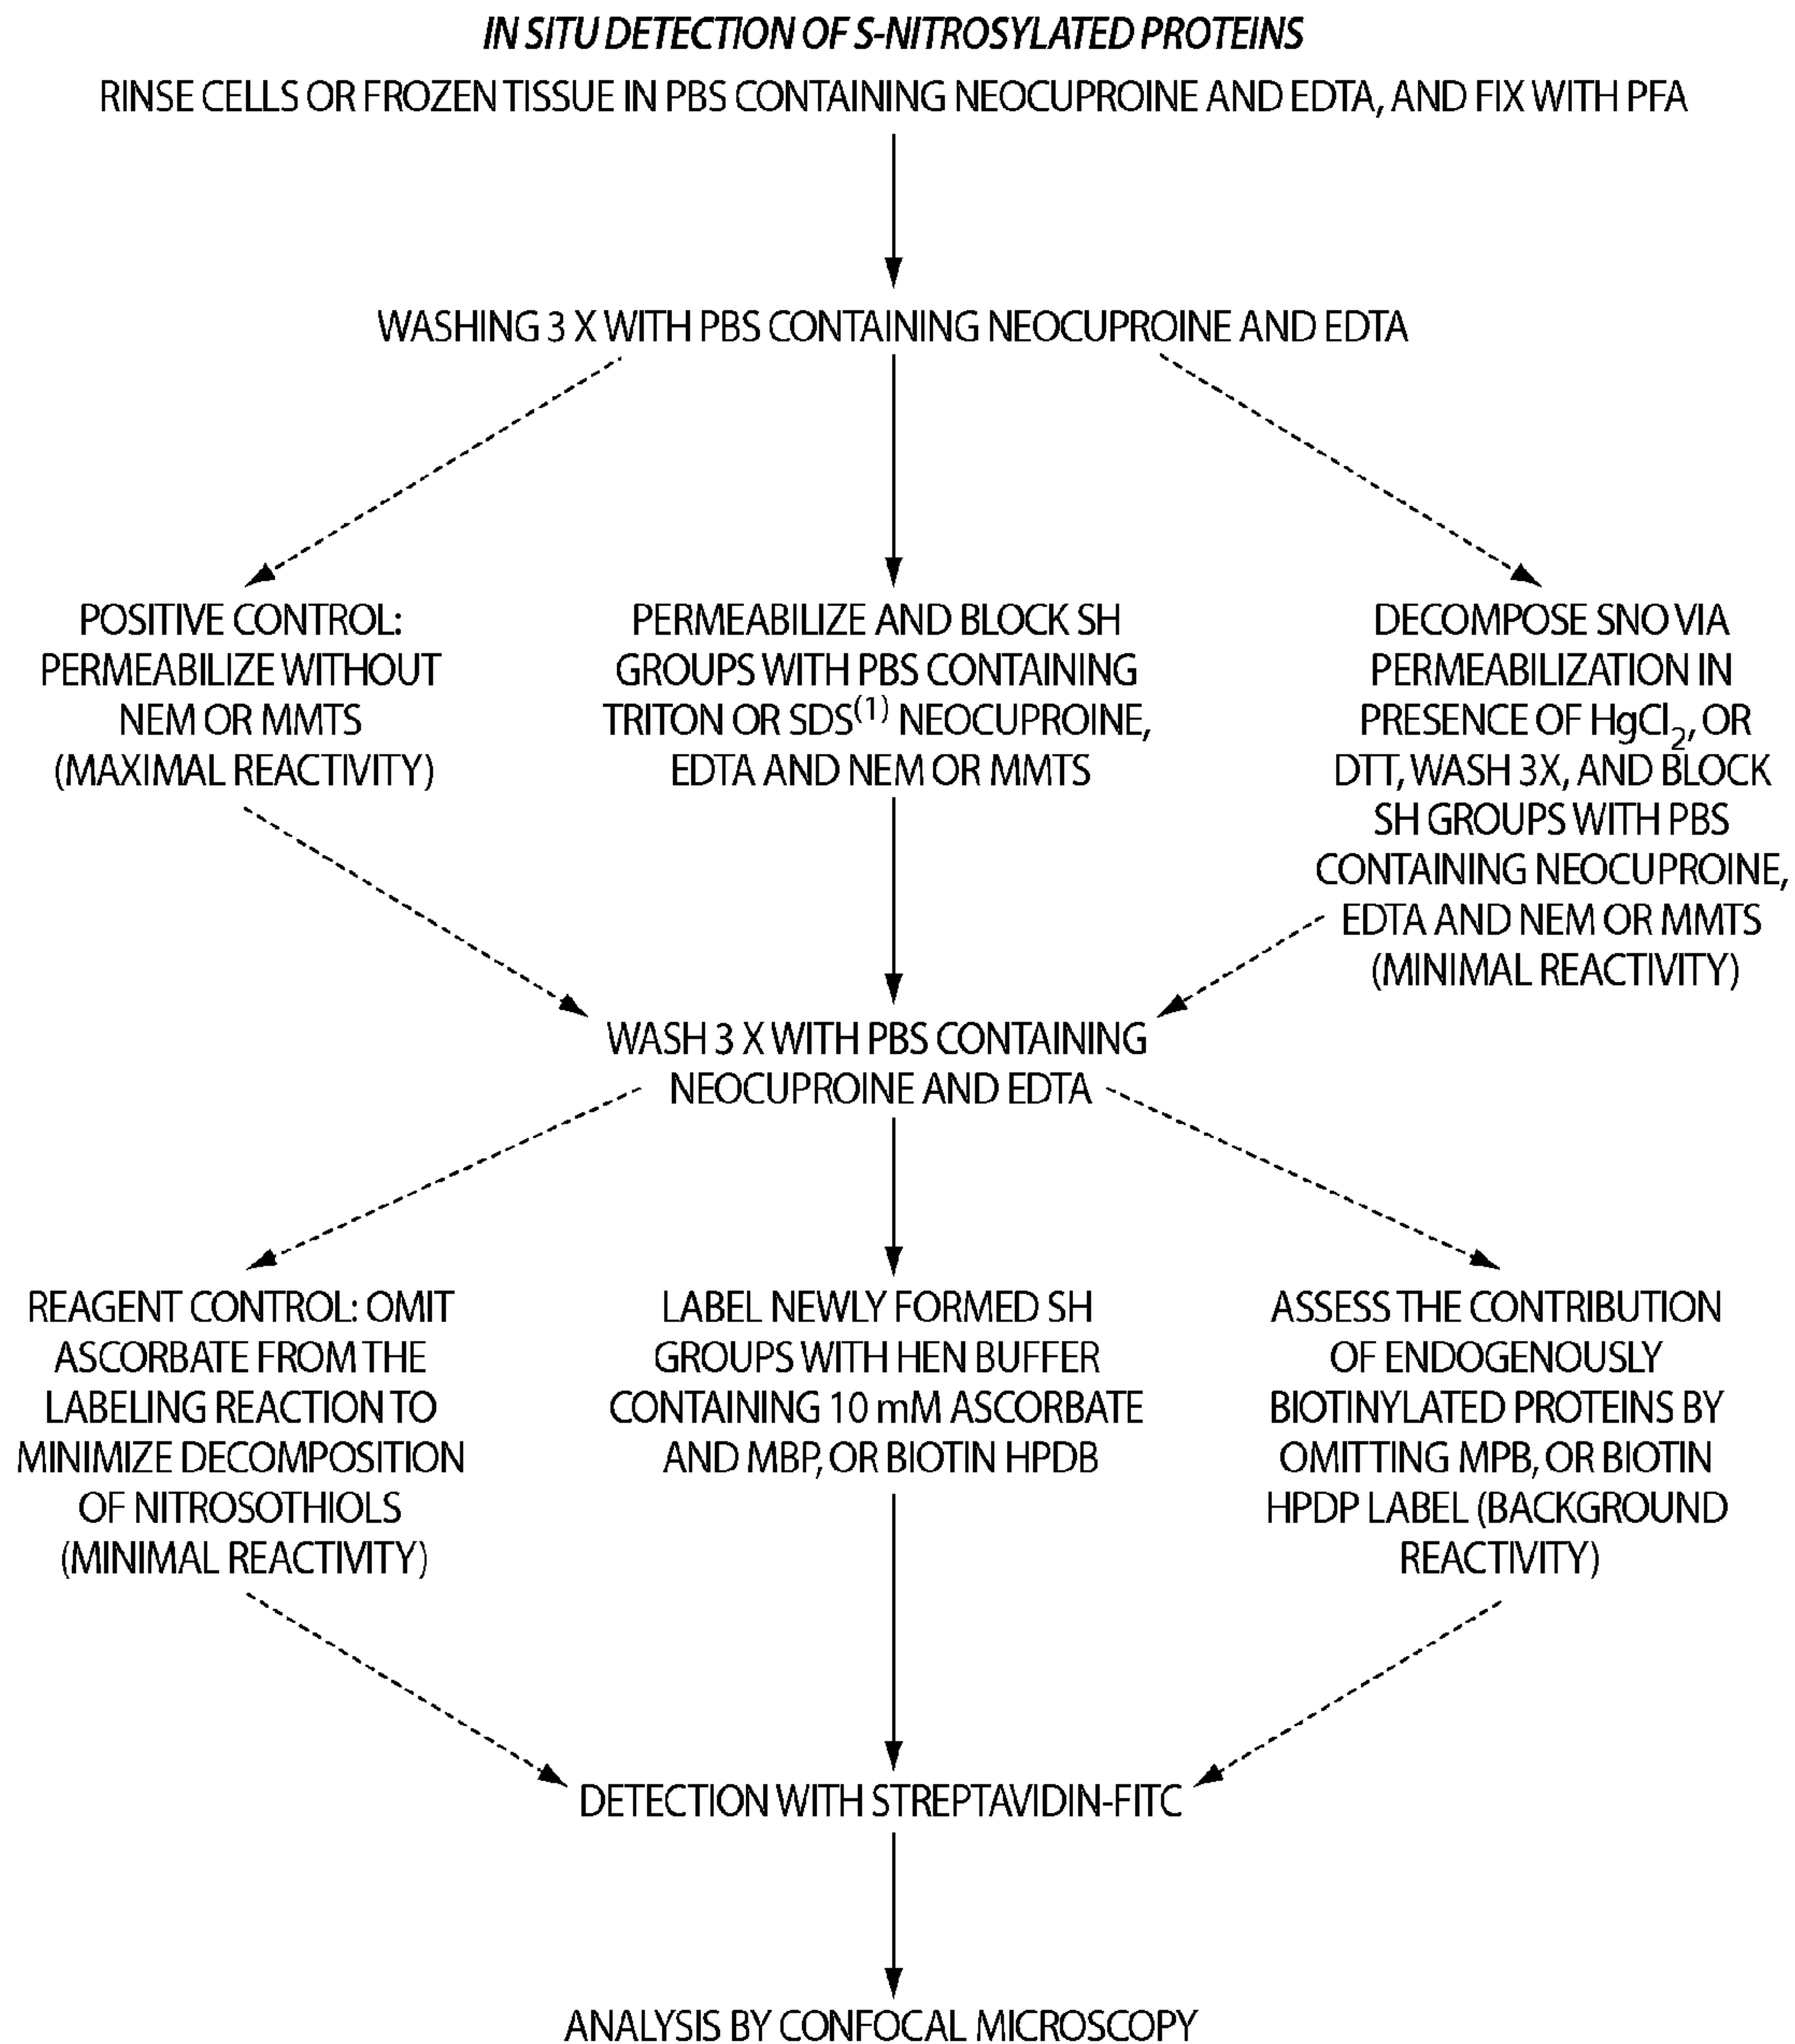 IN SITU DETECTION OF S-NITROSYLATED PROTEINS
RINSE CELLS OR FROZEN TISSUE IN PBS CONTAINING NEOCUPROINE AND EDTA, AND FIX WITH PFA
WASHING 3 X WITH PBS CONTAINING NEOCUPROINE AND EDTA
POSITIVE CONTROL:
PERMEABILIZE WITHOUT
NEM OR MMTS
(MAXIMAL REACTIVITY)
PERMEABILIZE AND BLOCK SH
GROUPS WITH PBS CONTAINING
TRITON OR SDS(1) NEOCUPROINE,
EDTA AND NEM OR MMTS
DECOMPOSE SNO VIA
PERMEABILIZATION IN
PRESENCE OF HgCl2, OR
DTT, WASH 3X, AND BLOCK
SH GROUPS WITH PBS
CONTAINING NEOCUPROINE,
EDTA AND NEM OR MMTS
(MINIMAL REACTIVITY)
WASH 3 X WITH PBS CONTAINING
NEOCUPROINE AND EDTA
REAGENT CONTROL: OMIT
ASCORBATE FROM THE
LABELING REACTION TO
MINIMIZE DECOMPOSITION
OF NITROSOTHIOLS
(MINIMAL REACTIVITY)
LABEL NEWLY FORMED SH
GROUPS WITH HEN BUFFER
CONTAINING 10 mM ASCORBATE
AND MBP, OR BIOTIN HPDB
ASSESS THE CONTRIBUTION
OF ENDOGENOUSLY
BIOTINYLATED PROTEINS BY
OMITTING MPB, OR BIOTIN
HPDP LABEL (BACKGROUND
REACTIVITY)
DETECTION WITH STREPTAVIDIN-FITC
ANALYSIS BY CONFOCAL MICROSCOPY